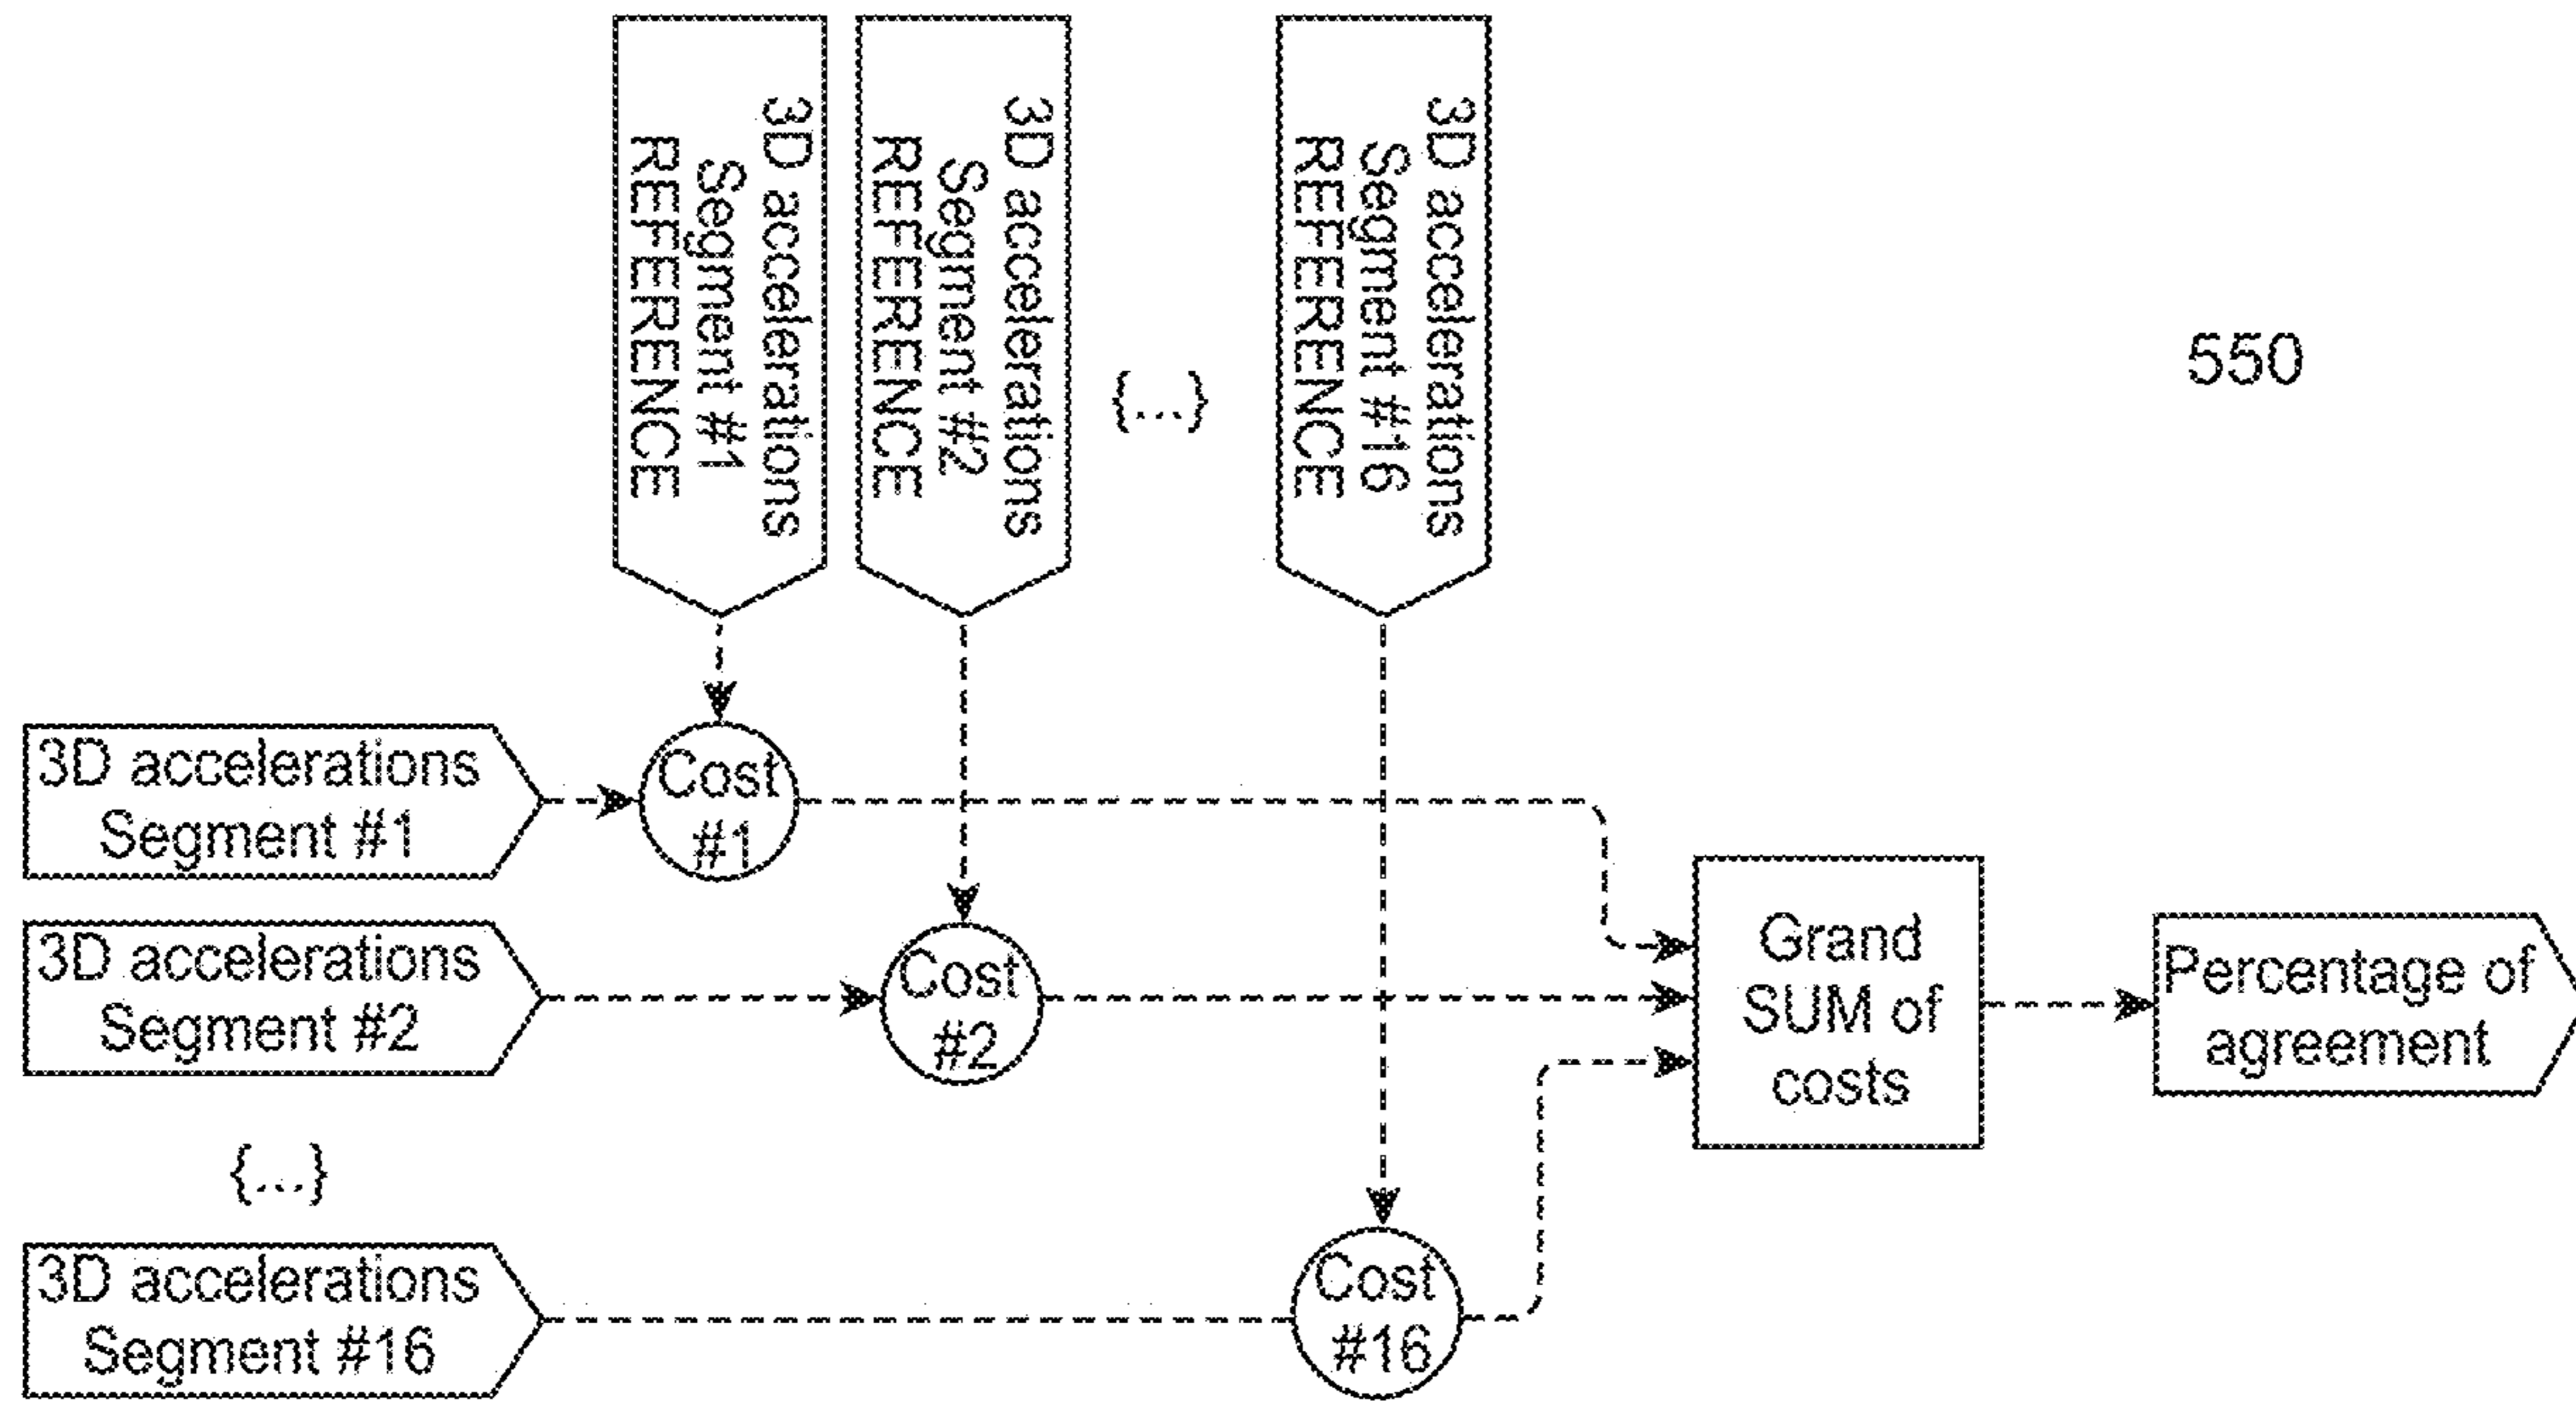 3D accelerations
Segment #1
REFERENCE
3D accelerations
Segment #2
REFERENCE
{...}
3D accelerations
Segment #16
REFERENCE
550
3D accelerations
Segment #1
Cost
#1
3D accelerations
Segment #2
Cost
#2
Grand
SUM of
costs
Percentage of
agreement
{...}
3D accelerations
Segment #16
Cost
#16